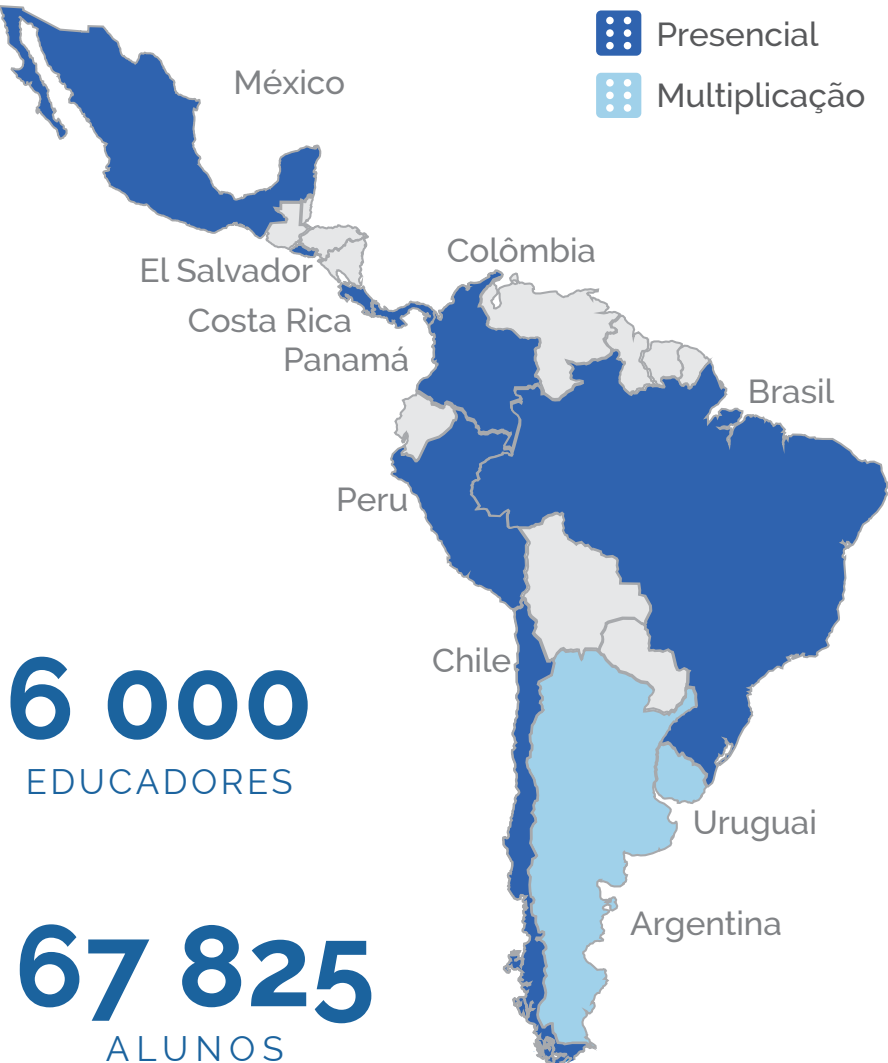 Presencial
México
Multiplicação
Colômbia
El Salvador
Costa Rica
Panamá
Brasil
Peru
Chile
6 000
EDUCADORES
Uruguai
Argentina
67 825
ALUNOS